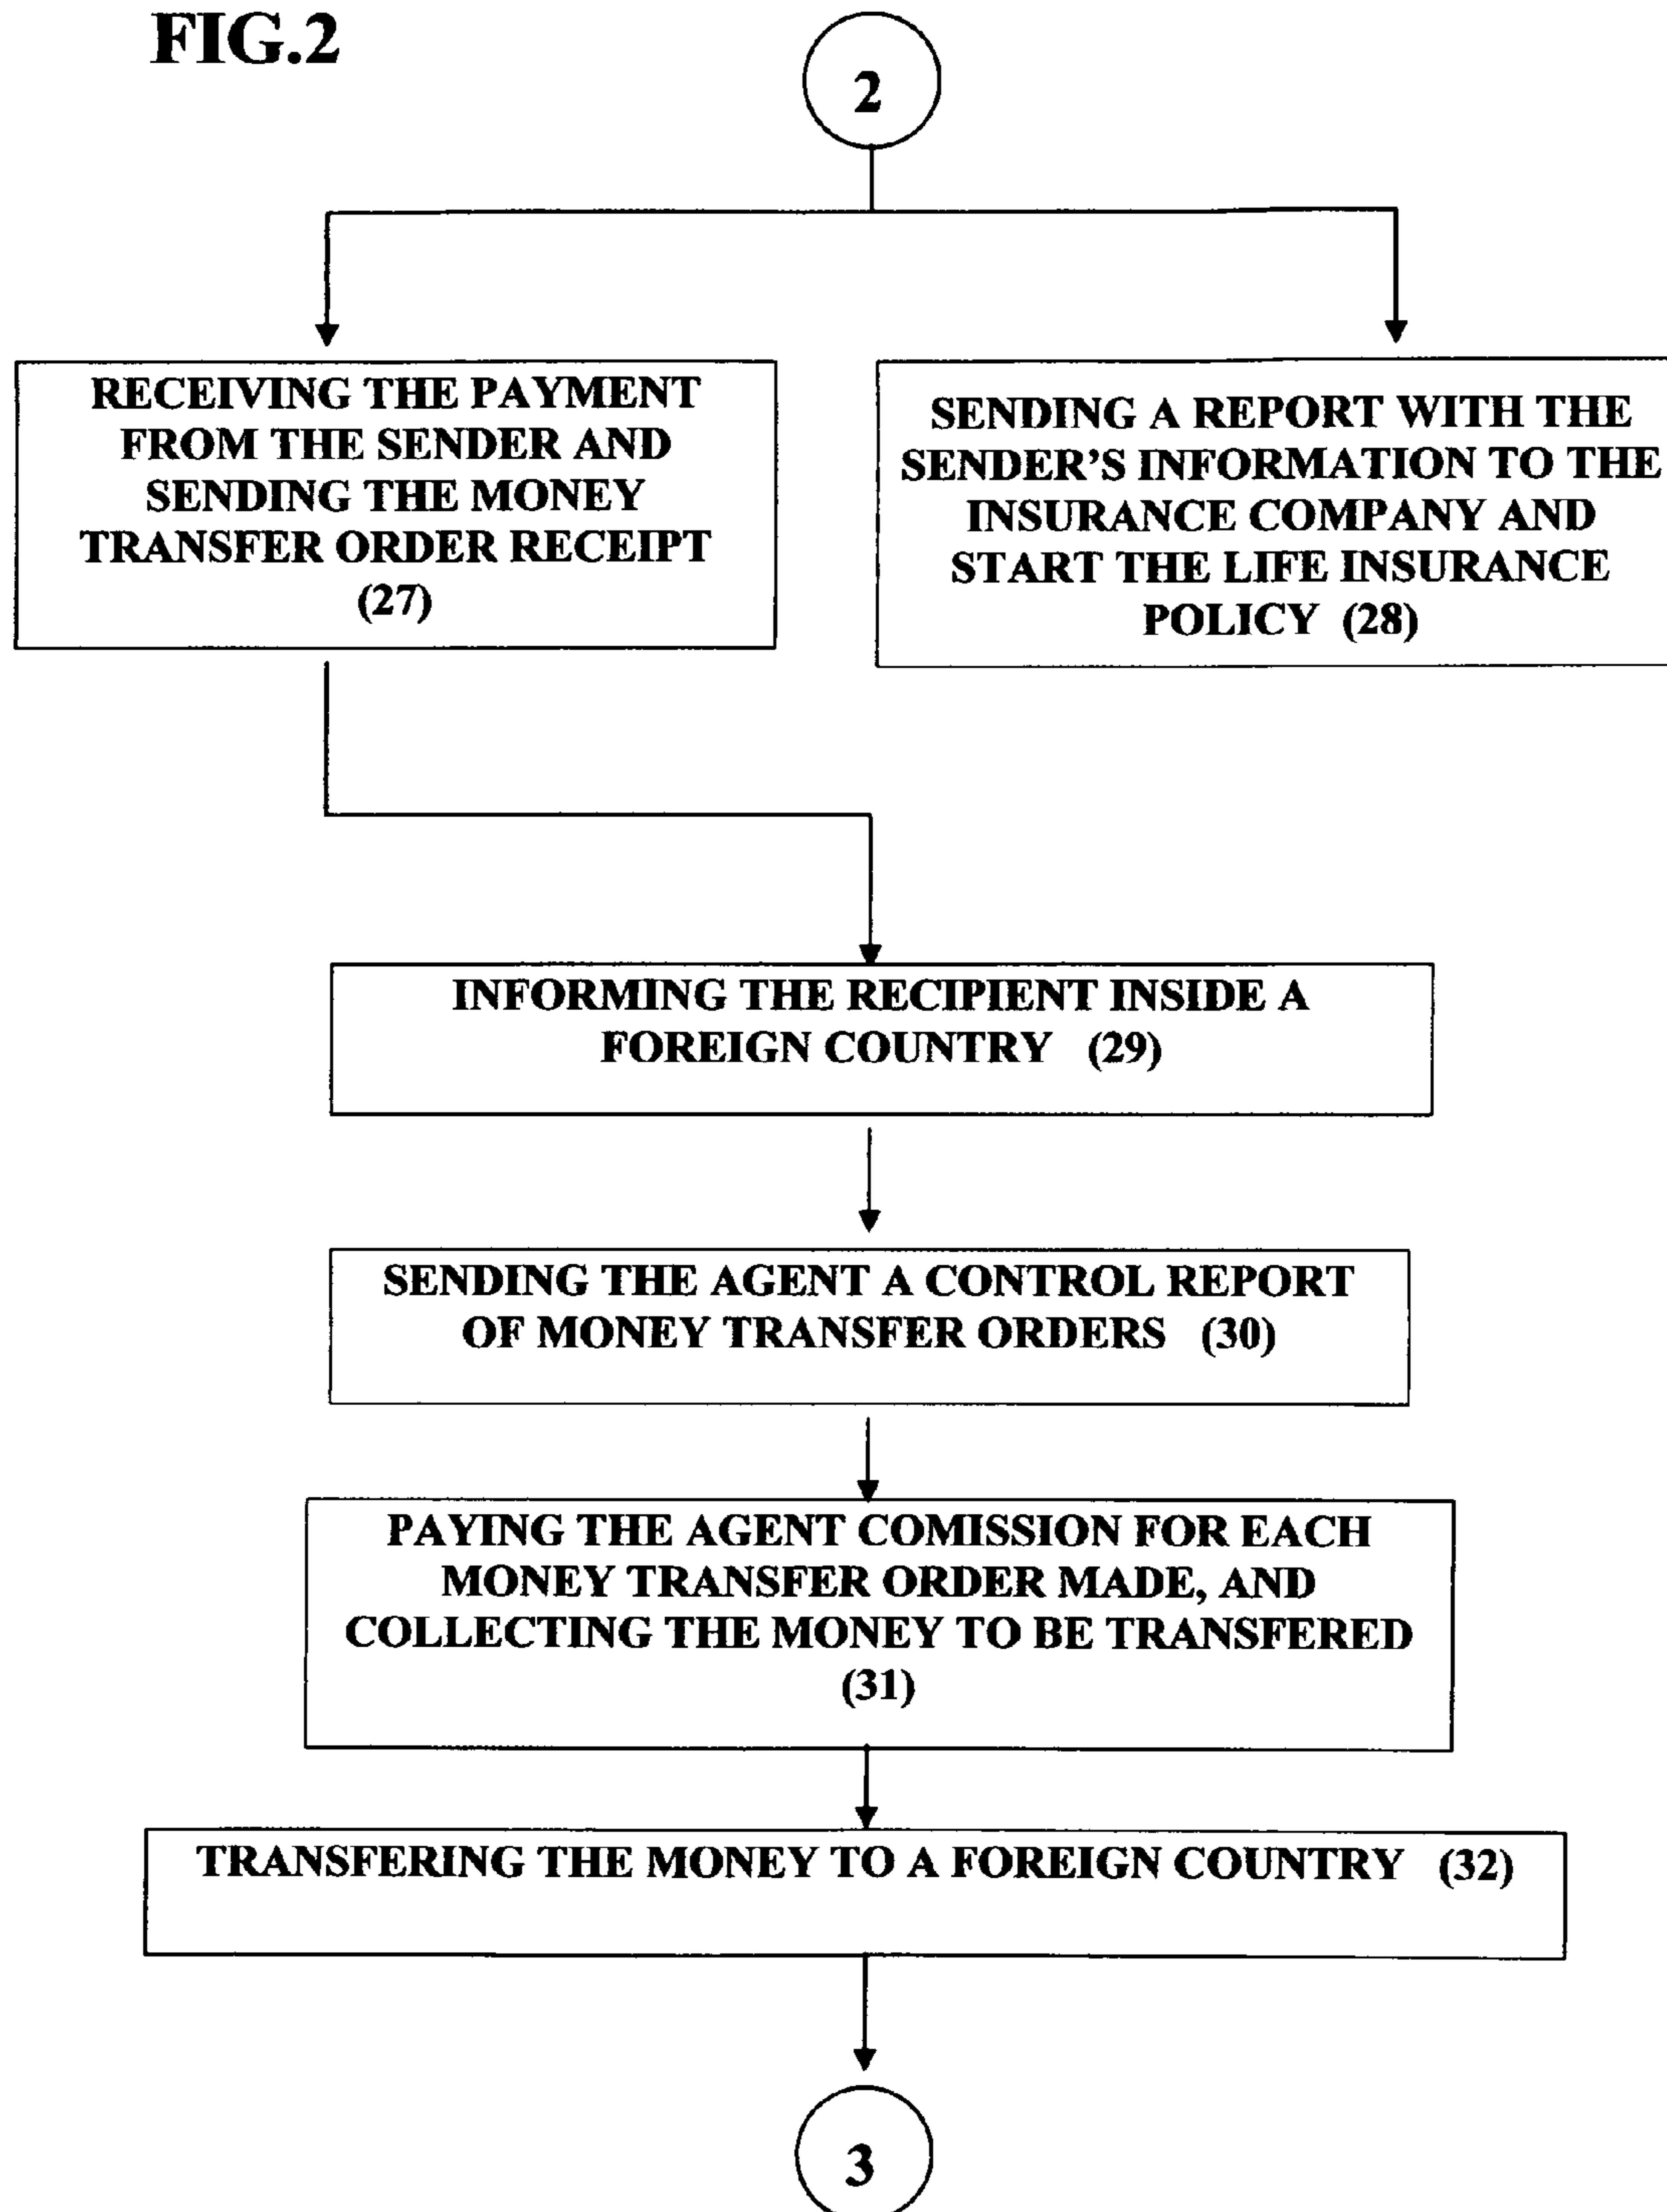 FIG.2
2
RECEIVING THE PAYMENT
FROM THE SENDER AND
SENDING THE MONEY
TRANSFER ORDER RECEIPT
(27)
SENDING A REPORT WITH THE
SENDER'S INFORMATION TO THE
INSURANCE COMPANY AND
START THE LIFE INSURANCE
POLICY (28)
INFORMING THE RECIPIENT INSIDE A
FOREIGN COUNTRY (29)
SENDING THE AGENT A CONTROL REPORT
OF MONEY TRANSFER ORDERS (30)
PAYING THE AGENT COMISSION FOR EACH
MONEY TRANSFER ORDER MADE, AND
COLLECTING THE MONEY TO BE TRANSFERED
(31)
TRANSFERING THE MONEY TO A FOREIGN COUNTRY (32)
3